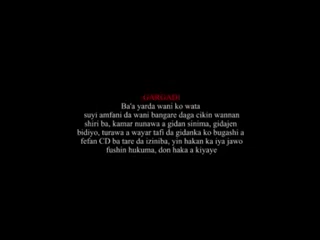 GARGADI
Ba'a yarda wani ko wata
suyi amfani da wani bangare daga cikin wannan
shiri ba, kamar nunawa a gidan sinima, gidajen
bidiyo, turawa a wayar tafi da gidanka ko bugashi a
fefan CD ba tare da iziniba, yin hakan ka iya jawo
fushin hukuma, don haka a kiyaye